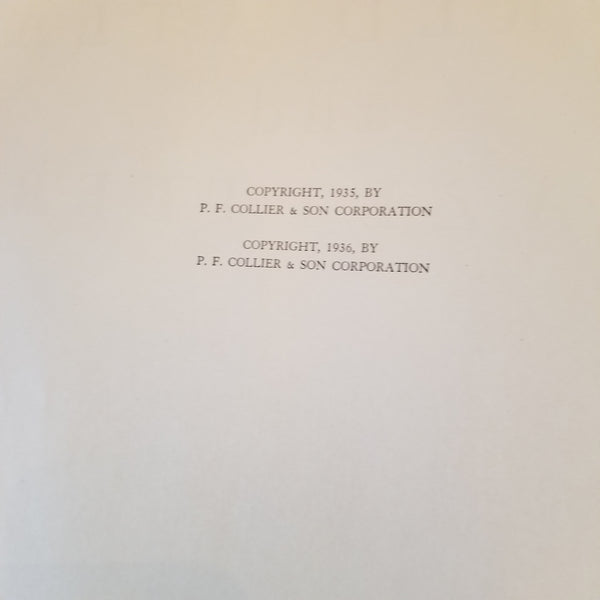 COPYRIGHT, 1935, BY
P. F. COLLIER & SON CORPORATION
COPYRIGHT, 1936, BY
P. F. COLLIER & SON CORPORATION